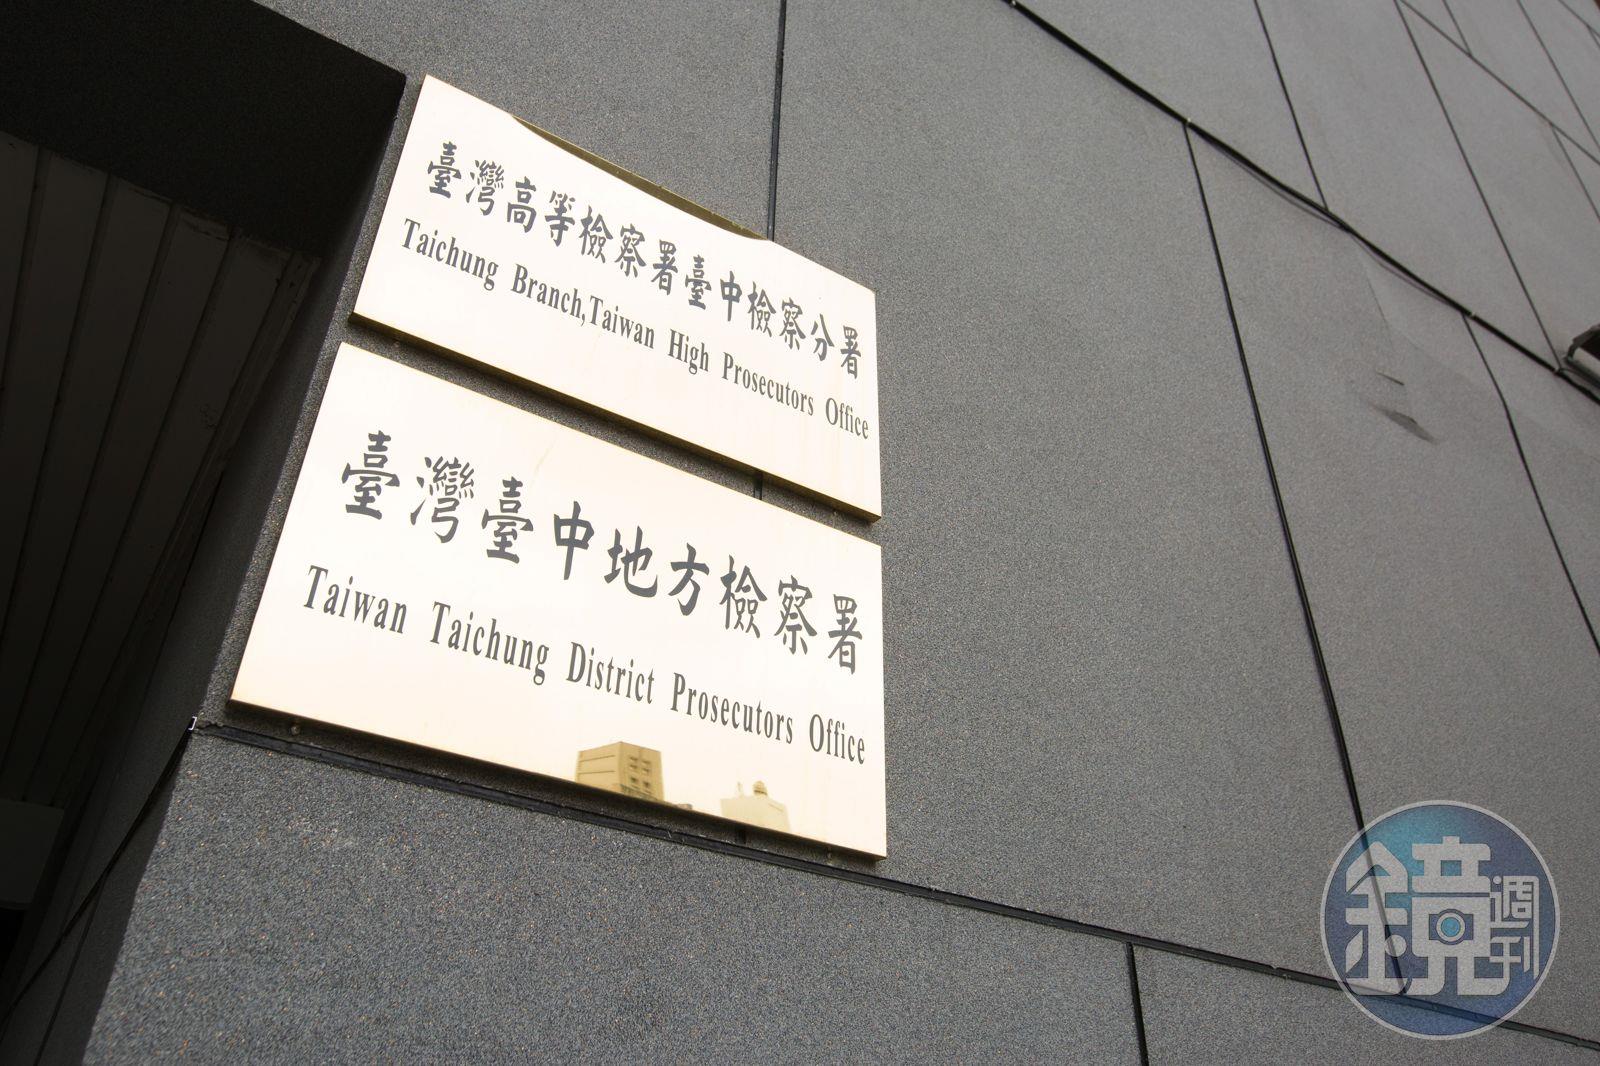 臺灣高等檢察署臺中檢察分署
Taichung Branch,Taiwan High Prosecutors Office
臺灣臺中地方檢察署
Taiwan Taichung District Prosecutors Office
鏡週刊